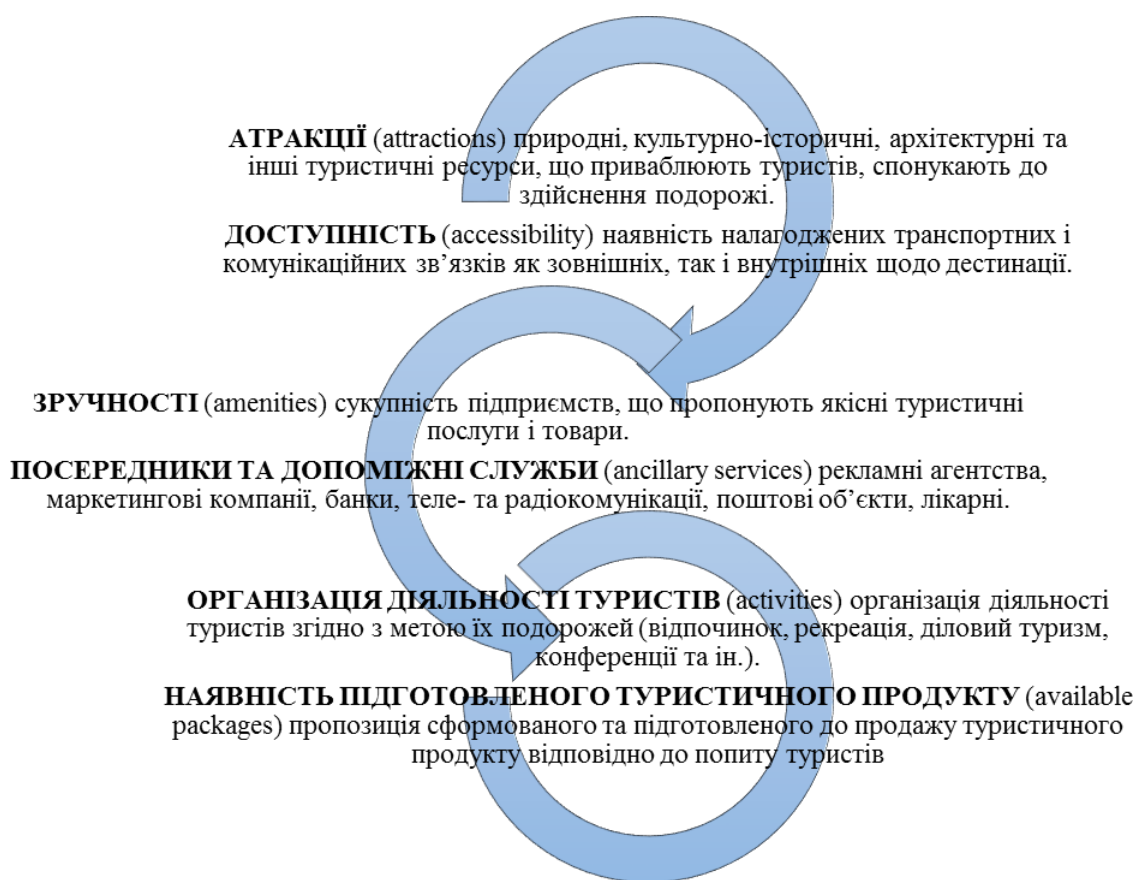 АТРАКЦІЇ (attractions) природні, культурно-історичні, архітектурні та
інші туристичні ресурси, що приваблюють туристів, спонукають до
здійснення подорожі.
ДОСТУПНІСТЬ (accessibility) наявність налагоджених транспортних і
комунікаційних зв’язків як зовнішніх, так і внутрішніх щодо дестинації.
ЗРУЧНОСТІ (amenities) сукупність підприємств, що пропонують якісні туристичні
послуги і товари.
ПОСЕРЕДНИКИ ТА ДОПОМІЖНІ СЛУЖБИ (ancillary services) рекламні агентства,
маркетингові компанії, банки, теле- та радіокомунікації, поштові об’єкти, лікарні.
ОРГАНІЗАЦІЯ ДІЯЛЬНОСТІ ТУРИСТІВ (activities) організація діяльності
туристів згідно з метою їх подорожей (відпочинок, рекреація, діловий туризм,
конференції та ін.).
НАЯВНІСТЬ ПІДГОТОВЛЕНОГО ТУРИСТИЧНОГО ПРОДУКТУ (available
packages) пропозиція сформованого та підготовленого до продажу туристичного
продукту відповідно до попиту туристів